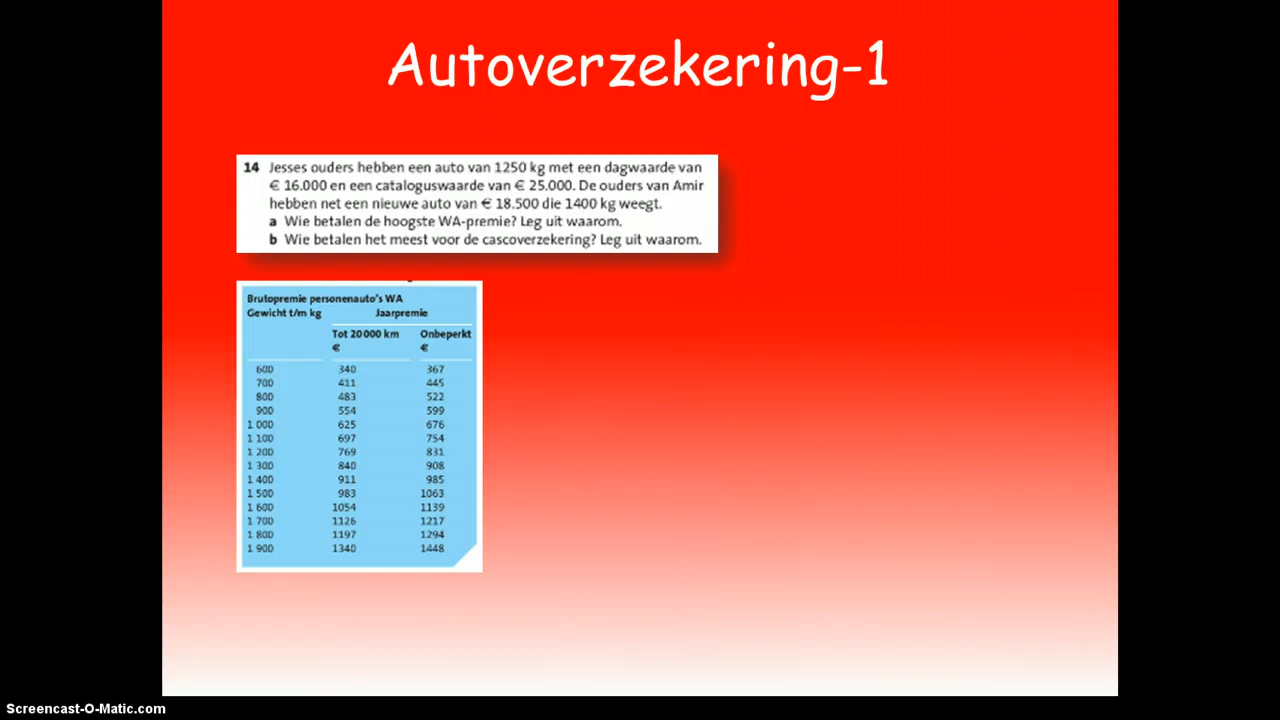 Autoverzekering-1
14 Jesses ouders hebben een auto van 1250 kg met een dagwaarde van
€ 16.000 en een cataloguswaarde van € 25.000. De ouders van Amir
hebben net een nieuwe auto van € 18.500 die 1400 kg weegt.
a Wie betalen de hoogste WA-premie? Leg uit waarom.
b Wie betalen het meest voor de cascoverzekering? Leg uit waarom.
Brutopremie personenauto's WA
Gewicht t/m kg Jaarpremie
Tot 20 000 km Onbeperkt
€ €
600 340 367
700 411 445
800 483 522
900 554 599
1 000 625 676
1 100 697 754
1 200 769 831
1 300 840 908
1 400 911 985
1 500 983 1063
1 600 1054 1139
1 700 1126 1217
1 800 1197 1294
1 900 1340 1448
Screencast-O-Matic.com